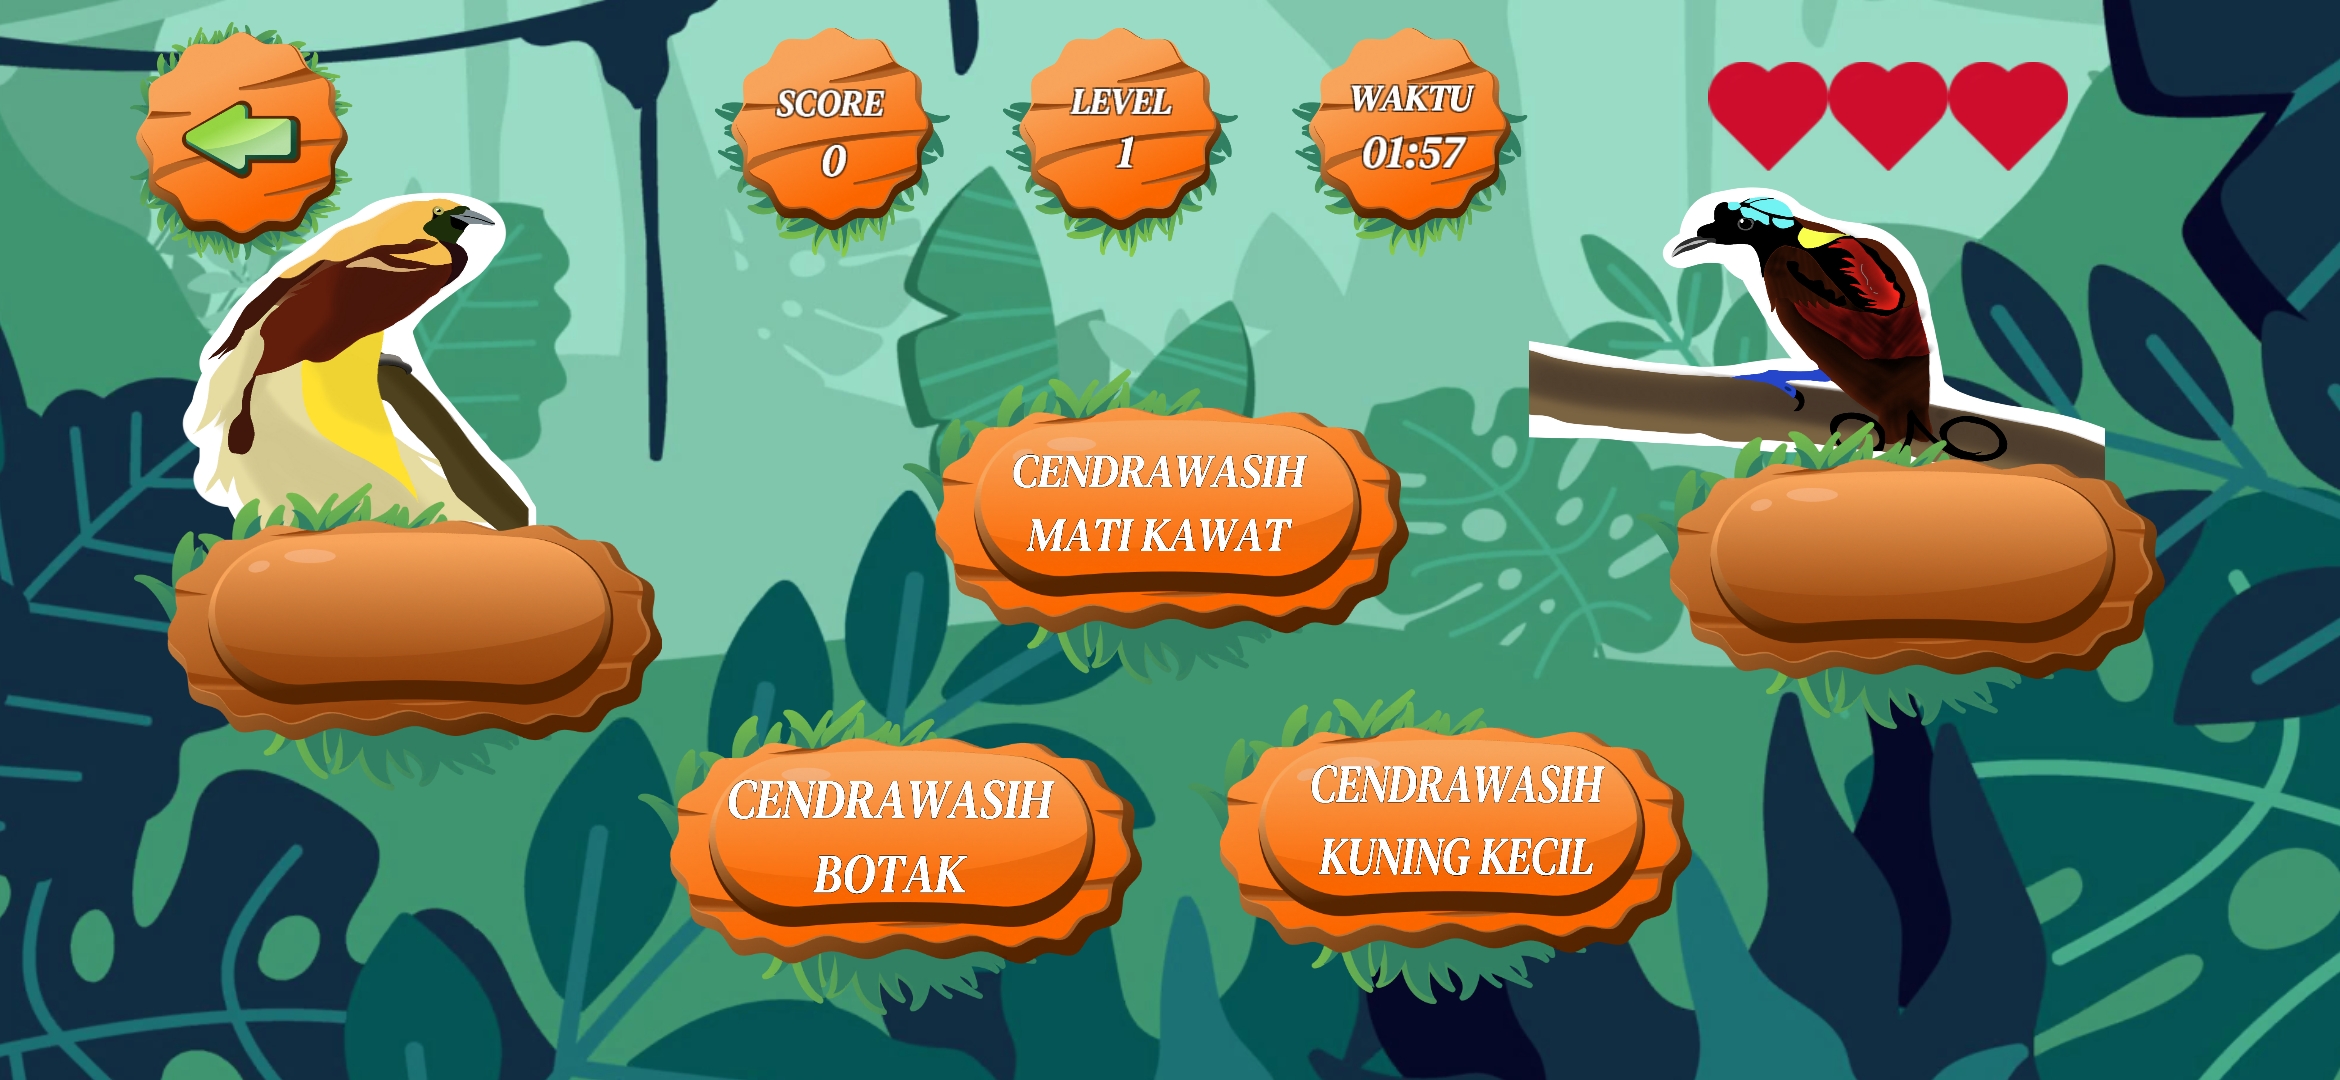 SCORE
0
LEVEL
1
WAKTU
01:57
CENDRAWASIH
MATI KAWAT
CENDRAWASIH
BOTAK
CENDRAWASIH
KUNING KECIL